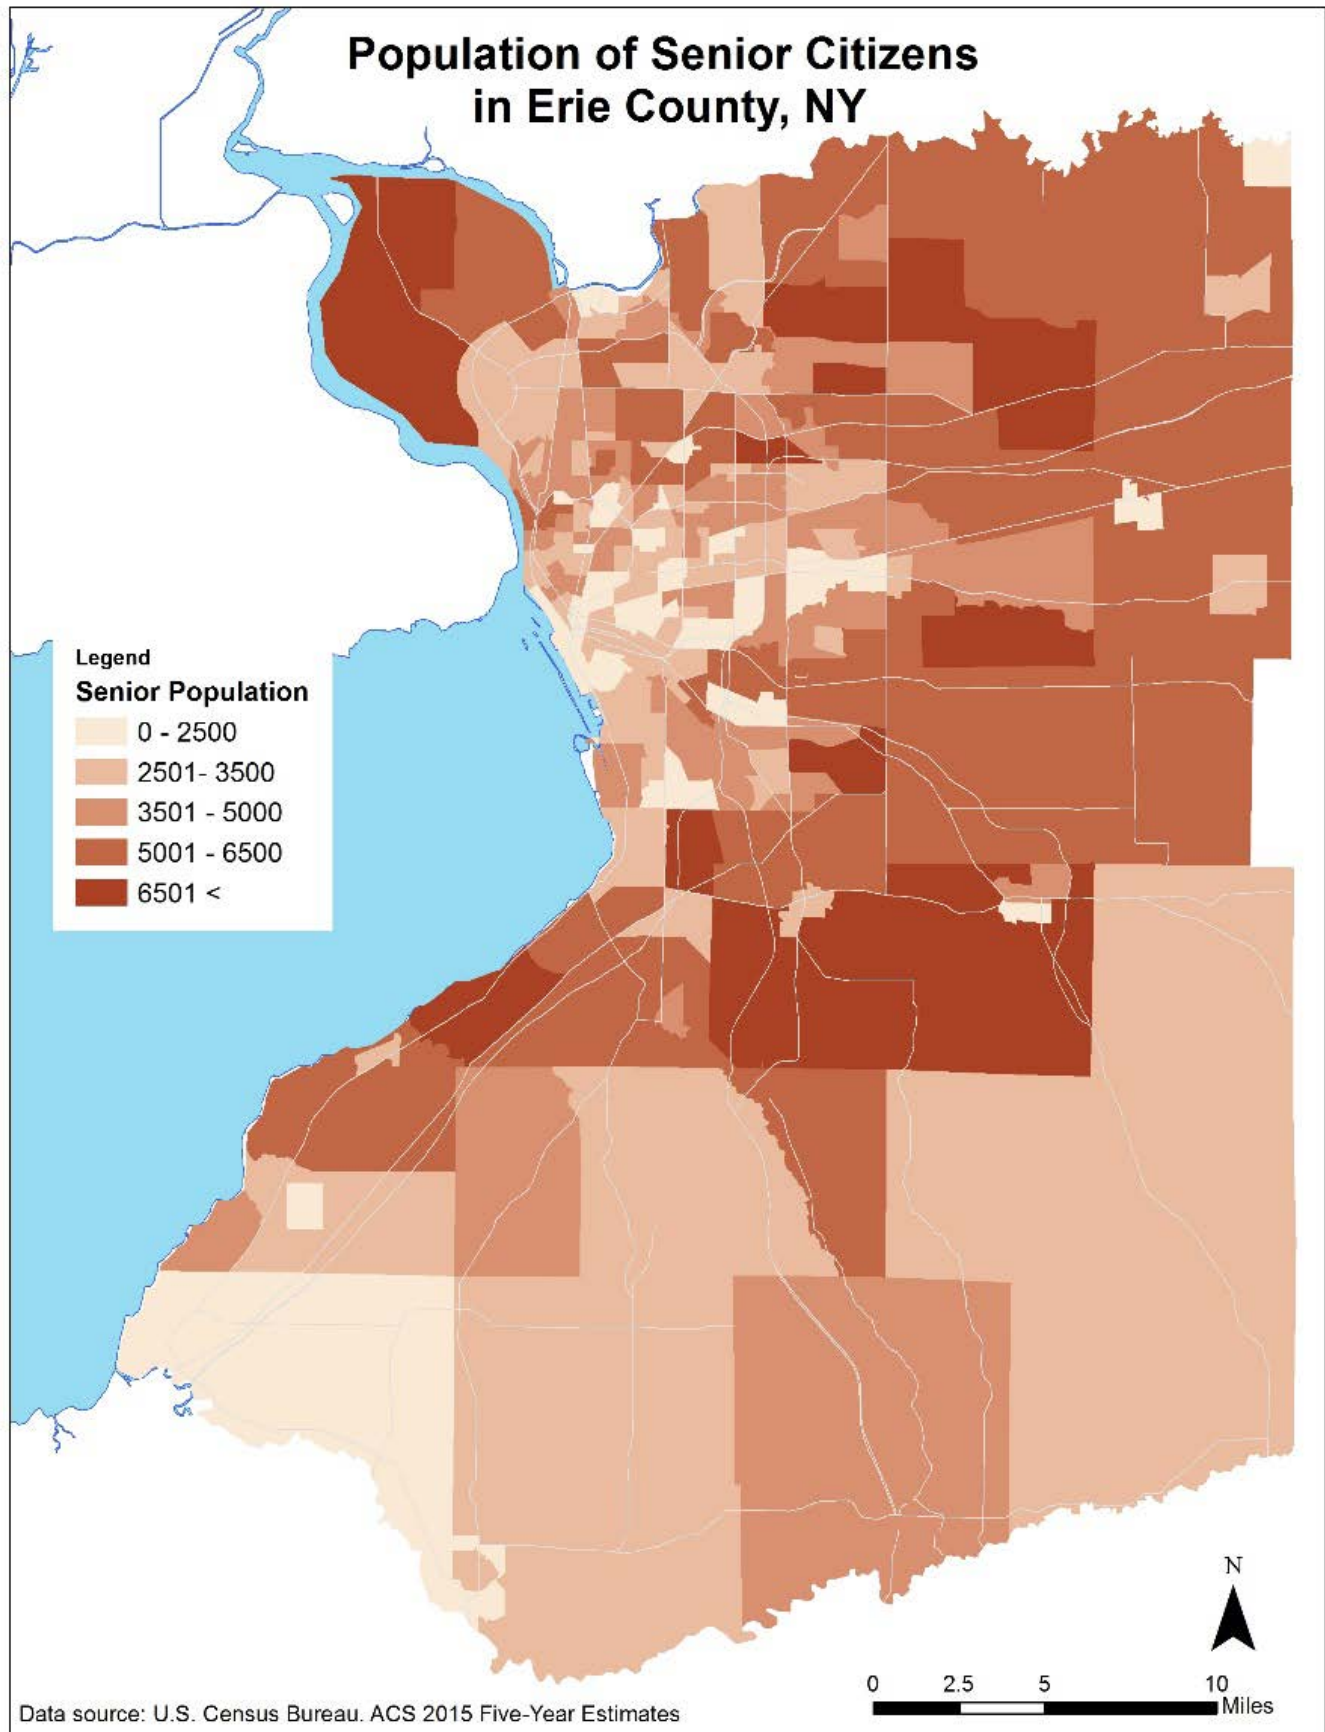 Population of Senior Citizens
in Erie County, NY
Legend
Senior Population
0 - 2500
2501- 3500
3501 - 5000
5001 - 6500
6501 <
N
0 2.5 5 10
Miles
Data source: U.S. Census Bureau. ACS 2015 Five-Year Estimates